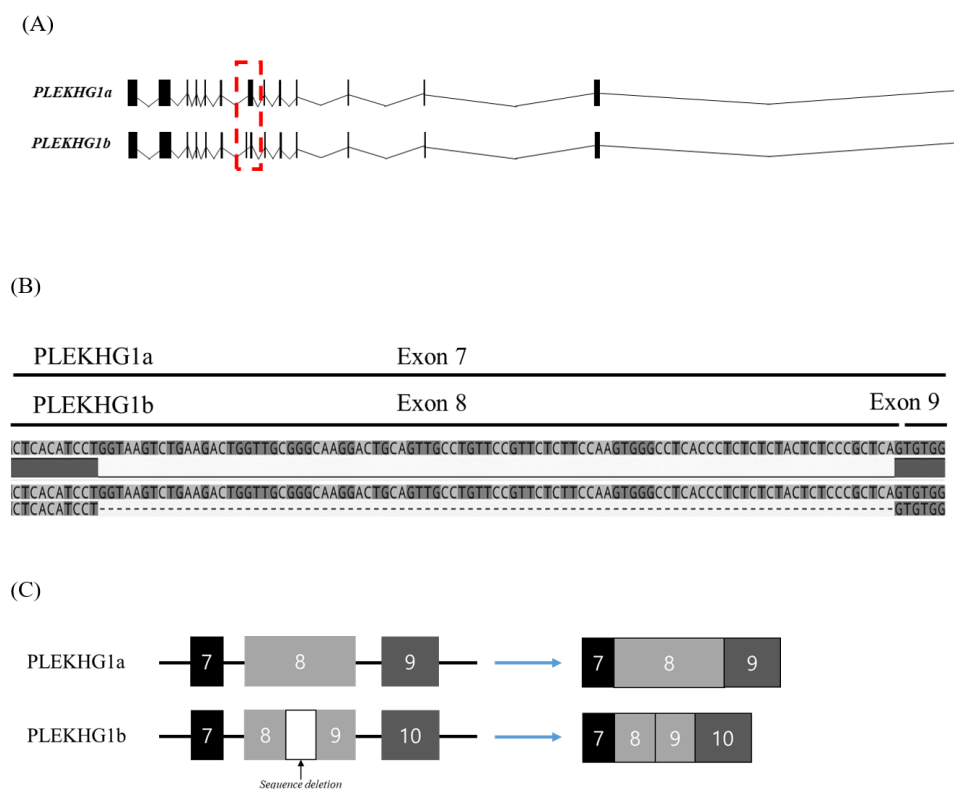 (A)
PLEKHG1a
PLEKHG1b
(B)
PLEKHG1a Exon 7
PLEKHG1b Exon 8 Exon 9
CTCACATCCTGGTAAGTCTGAAGACTGGTTGCGGGCAAGGACTGCAGTTGCCTGTTCCGTTCTCTTCCAAGTGGGCCTCACCCTCTCTCTACTCTCCCGCTCAGTGTGG
CTCACATCCTGGTAAGTCTGAAGACTGGTTGCGGGCAAGGACTGCAGTTGCCTGTTCCGTTCTCTTCCAAGTGGGCCTCACCCTCTCTCTACTCTCCCGCTCAGTGTGG
CTCACATCCT---------------------------------------------------------------------------------------------GTGTGG
(C)
PLEKHG1a 7 8 9 7 8 9
PLEKHG1b 7 8 9 10 7 8 9 10
Sequence deletion